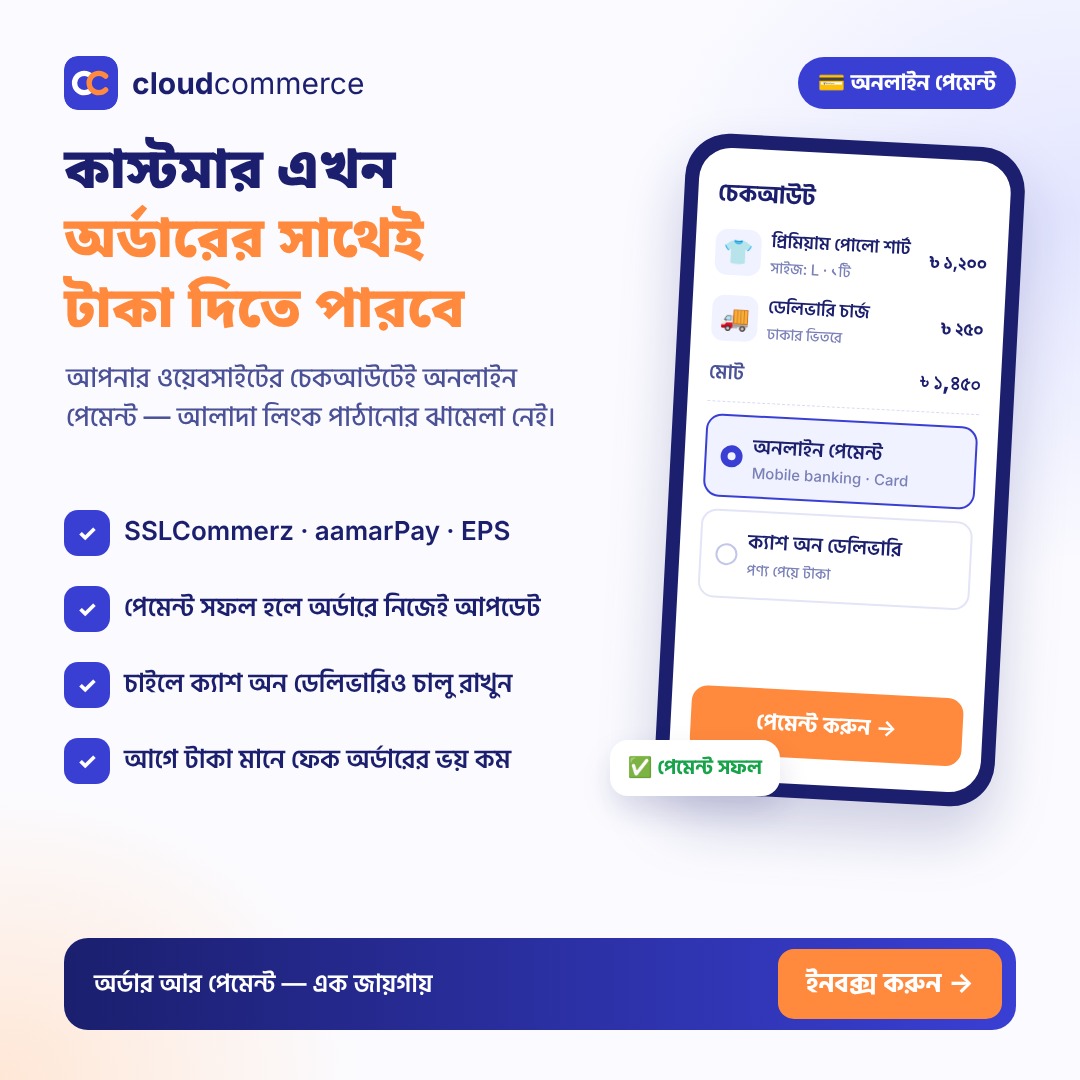 cloudcommerce
💳 অনলাইন পেমেন্ট
কাস্টমার এখন
অর্ডারের সাথেই
টাকা দিতে পারবে
আপনার ওয়েবসাইটের চেকআউটেই অনলাইন
পেমেন্ট — আলাদা লিংক পাঠানোর ঝামেলা নেই।
SSLCommerz · aamarPay · EPS
পেমেন্ট সফল হলে অর্ডারে নিজেই আপডেট
চাইলে ক্যাশ অন ডেলিভারিও চালু রাখুন
আগে টাকা মানে ফেক অর্ডারের ভয় কম
চেকআউট
প্রিমিয়াম পোলো শার্ট
৳ ১,২০০
সাইজ: L · ১টি
ডেলিভারি চার্জ
৳ ২৫০
ঢাকার ভিতরে
মোট
৳ ১,৪৫০
অনলাইন পেমেন্ট
Mobile banking · Card
ক্যাশ অন ডেলিভারি
পণ্য পেয়ে টাকা
পেমেন্ট করুন →
✅ পেমেন্ট সফল
অর্ডার আর পেমেন্ট — এক জায়গায়
ইনবক্স করুন →